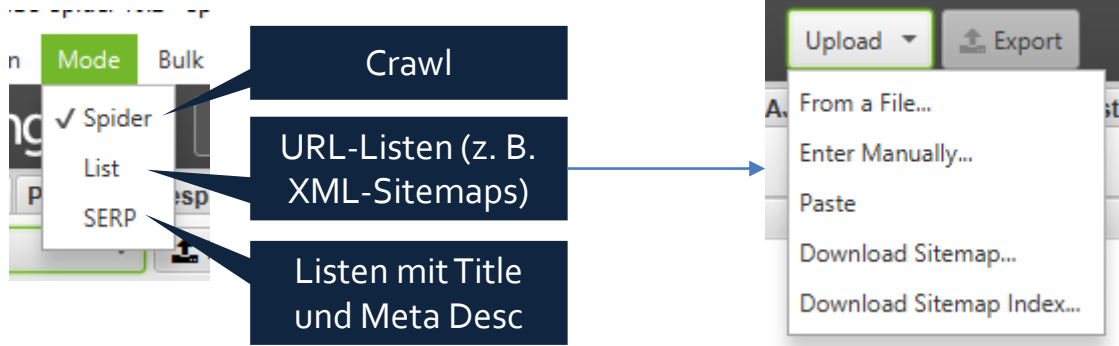 Mode Bulk
✓ Spider
List
SERP
Crawl
URL-Listen (z. B.
XML-Sitemaps)
Listen mit Title
und Meta Desc
Upload
Export
From a File...
Enter Manually...
Paste
Download Sitemap...
Download Sitemap Index...